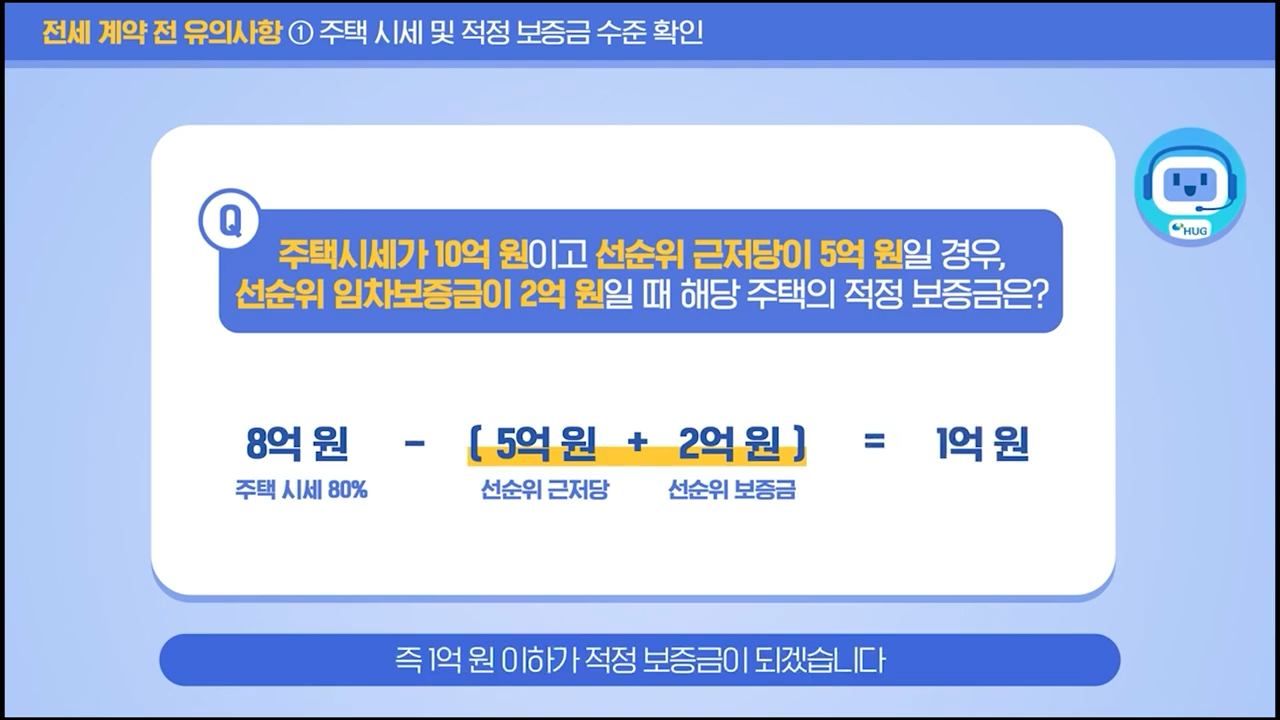 전세 계약 전 유의사항 ① 주택 시세 및 적정 보증금 수준 확인
HUG
Q
주택시세가 10억 원이고 선순위 근저당이 5억 원일 경우,
선순위 임차보증금이 2억 원일 때 해당 주택의 적정 보증금은?
8억 원 - ( 5억 원 + 2억 원 ) = 1억 원
주택 시세 80% 선순위 근저당 선순위 보증금
즉 1억 원 이하가 적정 보증금이 되겠습니다